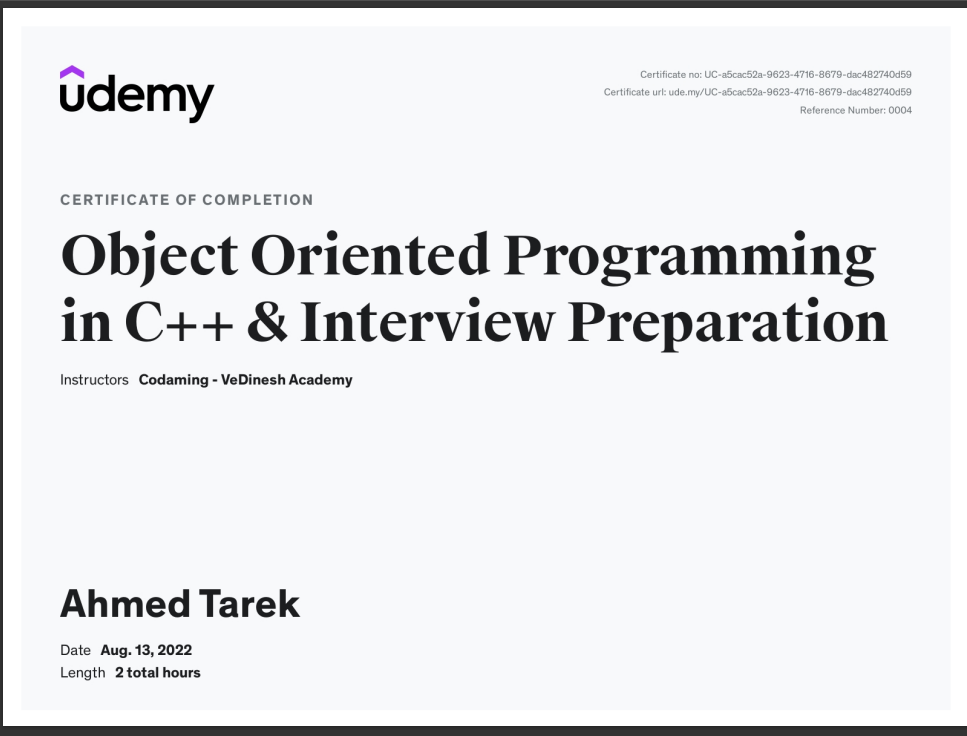 udemy
Certificate no: UC-a5cac52a-9623-4716-8679-dac482740d59
Certificate url: ude.my/UC-a5cac52a-9623-4716-8679-dac482740d59
Reference Number: 0004
CERTIFICATE OF COMPLETION
Object Oriented Programming
in C++ & Interview Preparation
Instructors Codaming - VeDinesh Academy
Ahmed Tarek
Date Aug. 13, 2022
Length 2 total hours